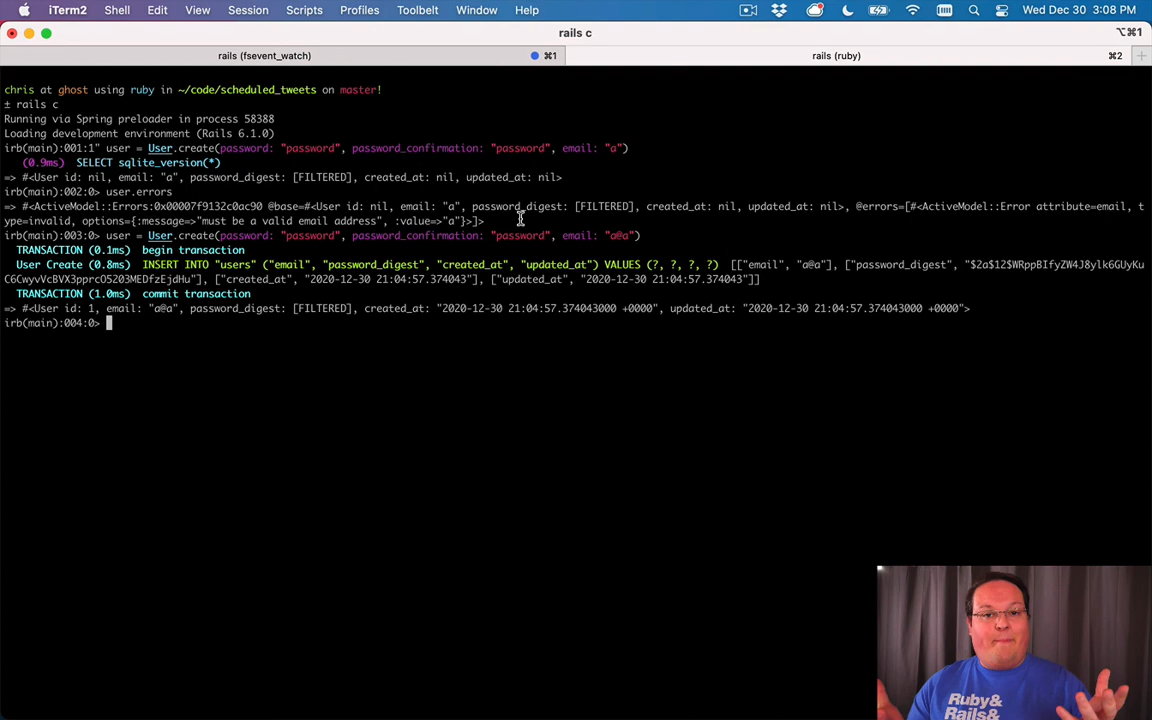 iTerm2 Shell Edit View Session Scripts Profiles Toolbelt Window Help Wed Dec 30 3:08 PM
rails c ⌥⌘1
rails (fsevent_watch) ⌘1 rails (ruby) ⌘2
chris at ghost using ruby in ~/code/scheduled_tweets on master!
± rails c
Running via Spring preloader in process 58388
Loading development environment (Rails 6.1.0)
irb(main):001:1" user = User.create(password: "password", password_confirmation: "password", email: "a")
(0.9ms) SELECT sqlite_version(*)
=> #<User id: nil, email: "a", password_digest: [FILTERED], created_at: nil, updated_at: nil>
irb(main):002:0> user.errors
=> #<ActiveModel::Errors:0x00007f9132c0ac90 @base=#<User id: nil, email: "a", password_digest: [FILTERED], created_at: nil, updated_at: nil>, @errors=[#<ActiveModel::Error attribute=email, t
ype=invalid, options={:message=>"must be a valid email address", :value=>"a"}>]>
irb(main):003:0> user = User.create(password: "password", password_confirmation: "password", email: "a@a")
TRANSACTION (0.1ms) begin transaction
User Create (0.8ms) INSERT INTO "users" ("email", "password_digest", "created_at", "updated_at") VALUES (?, ?, ?, ?) [["email", "a@a"], ["password_digest", "$2a$12$WRppBIfyZW4J8ylk6GUyKu
C6CwyvVcBVX3pprcO5203MEDfzEjdHu"], ["created_at", "2020-12-30 21:04:57.374043"], ["updated_at", "2020-12-30 21:04:57.374043"]]
TRANSACTION (1.0ms) commit transaction
=> #<User id: 1, email: "a@a", password_digest: [FILTERED], created_at: "2020-12-30 21:04:57.374043000 +0000", updated_at: "2020-12-30 21:04:57.374043000 +0000">
irb(main):004:0>
Ruby&
Rails&